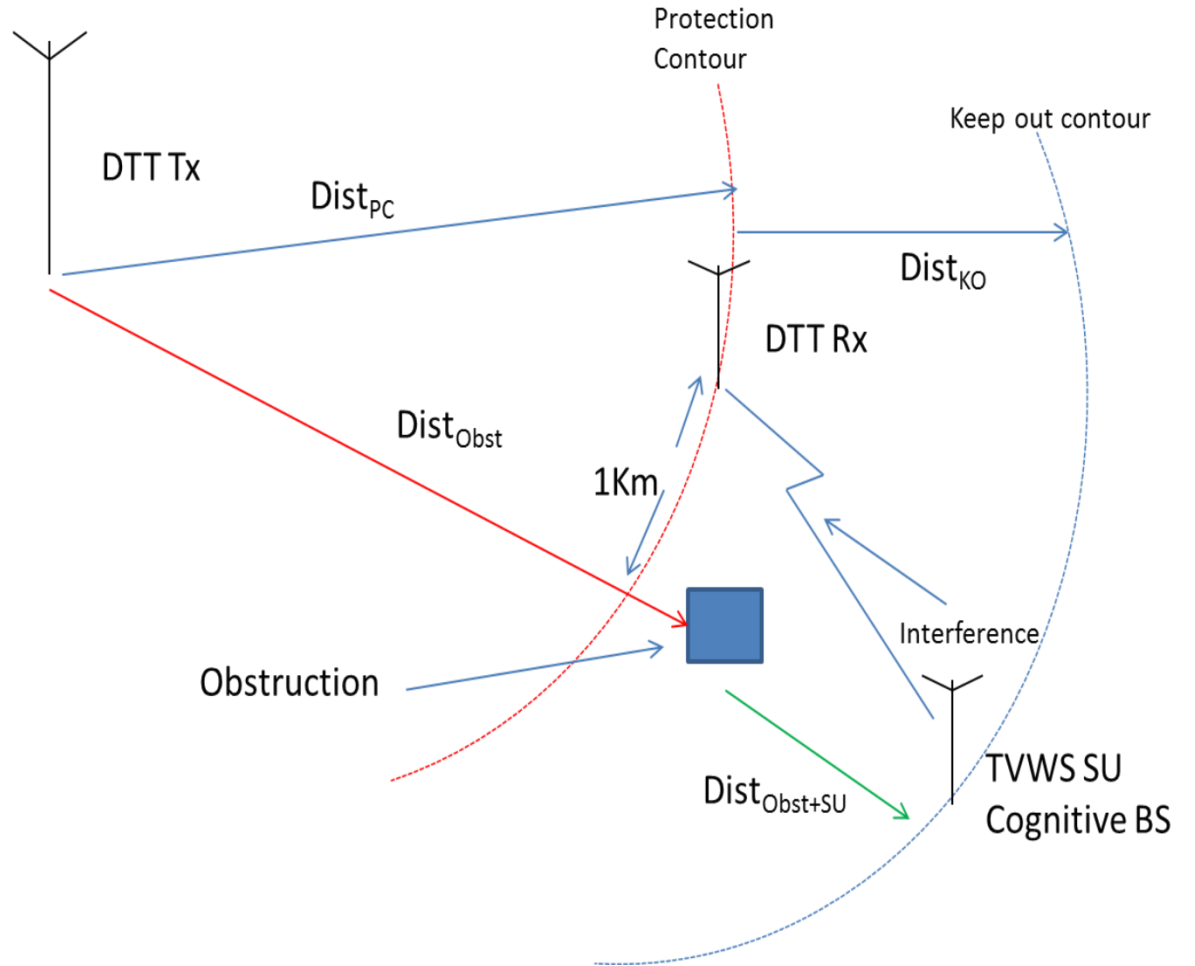 Protection
Contour
Keep out contour
DTT Tx
Dist_PC
Dist_KO
DTT Rx
Dist_Obst
1Km
Interference
Obstruction
TVWS SU
Dist_Obst+SU
Cognitive BS